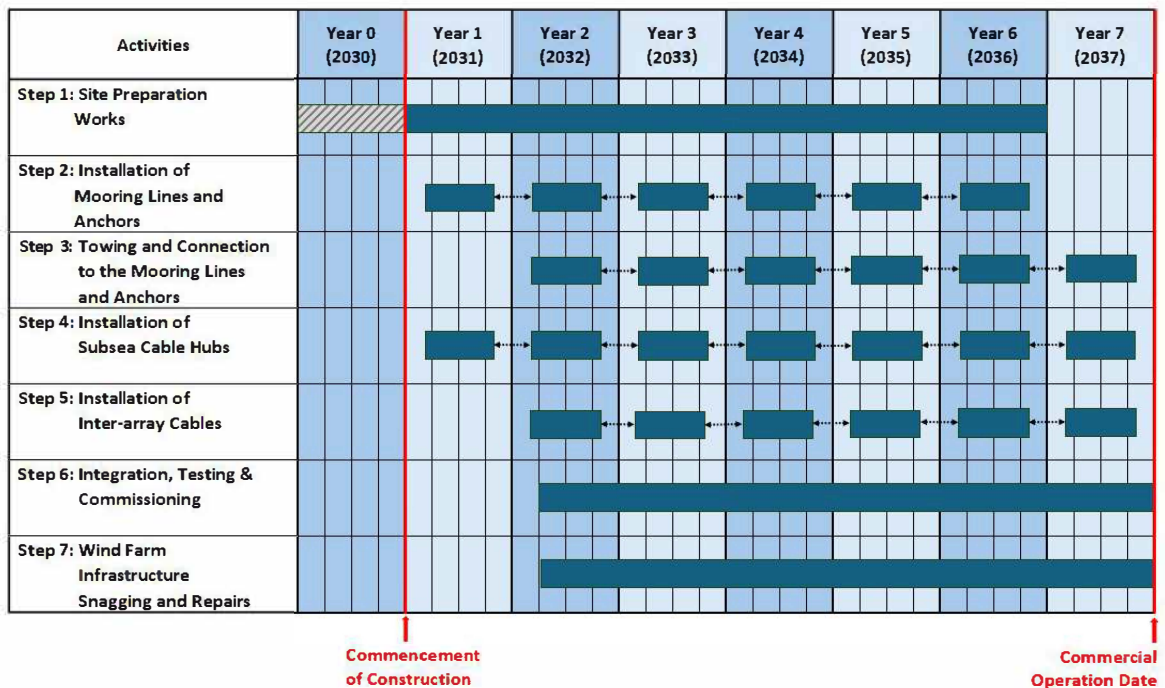 Activities
Year 0
(2030)
Year 1
(2031)
Year 2
(2032)
Year 3
(2033)
Year 4
(2034)
Year 5
(2035)
Year 6
(2036)
Year 7
(2037)
Step 1: Site Preparation
Works
Step 2: Installation of
Mooring Lines and
Anchors
Step 3: Towing and Connection
to the Mooring Lines
and Anchors
Step 4: Installation of
Subsea Cable Hubs
Step 5: Installation of
Inter-array Cables
Step 6: Integration, Testing &
Commissioning
Step 7: Wind Farm
Infrastructure
Snagging and Repairs
Commencement
of Construction
Commercial
Operation Date